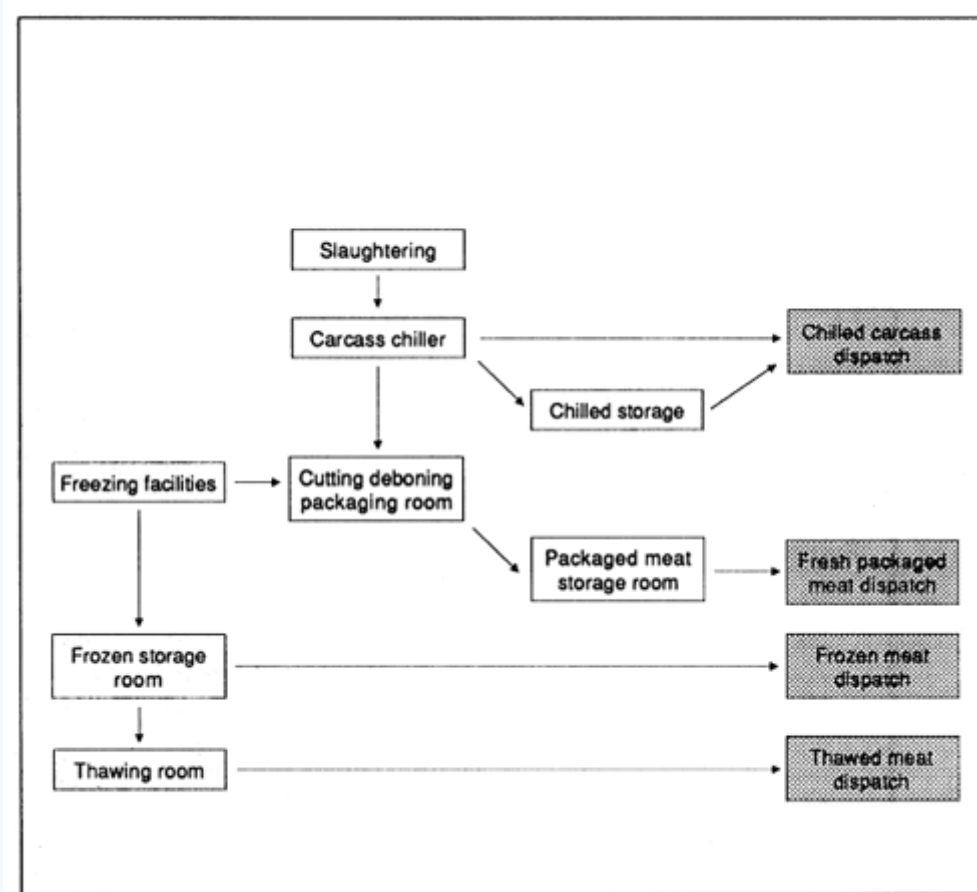 Slaughtering
Carcass chiller
Chilled carcass
dispatch
Chilled storage
Freezing facilities
Cutting deboning
packaging room
Packaged meat
storage room
Fresh packaged
meat dispatch
Frozen storage
room
Frozen meat
dispatch
Thawing room
Thawed meat
dispatch